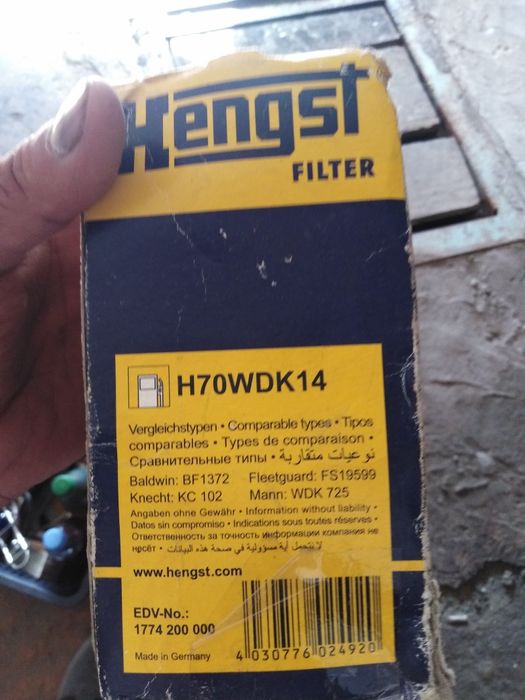 Hengst
FILTER
H70WDK14
Vergleichstypen • Comparable types • Tipos
comparables • Types de comparaison •
Сравнительные типы • نوعيات متقاربة
Baldwin: BF1372 Fleetguard: FS19599
Knecht: KC 102 Mann: WDK 725
Angaben ohne Gewähr • Information without liability •
Datos sin compromiso • Indications sous toutes réserves •
Ответственность за точность информации компания не
несёт • لا يتحمل أية مسؤولية في صحة هذه البيانات
www.hengst.com
EDV-No.:
1774 200 000
Made in Germany
4 030776 024920